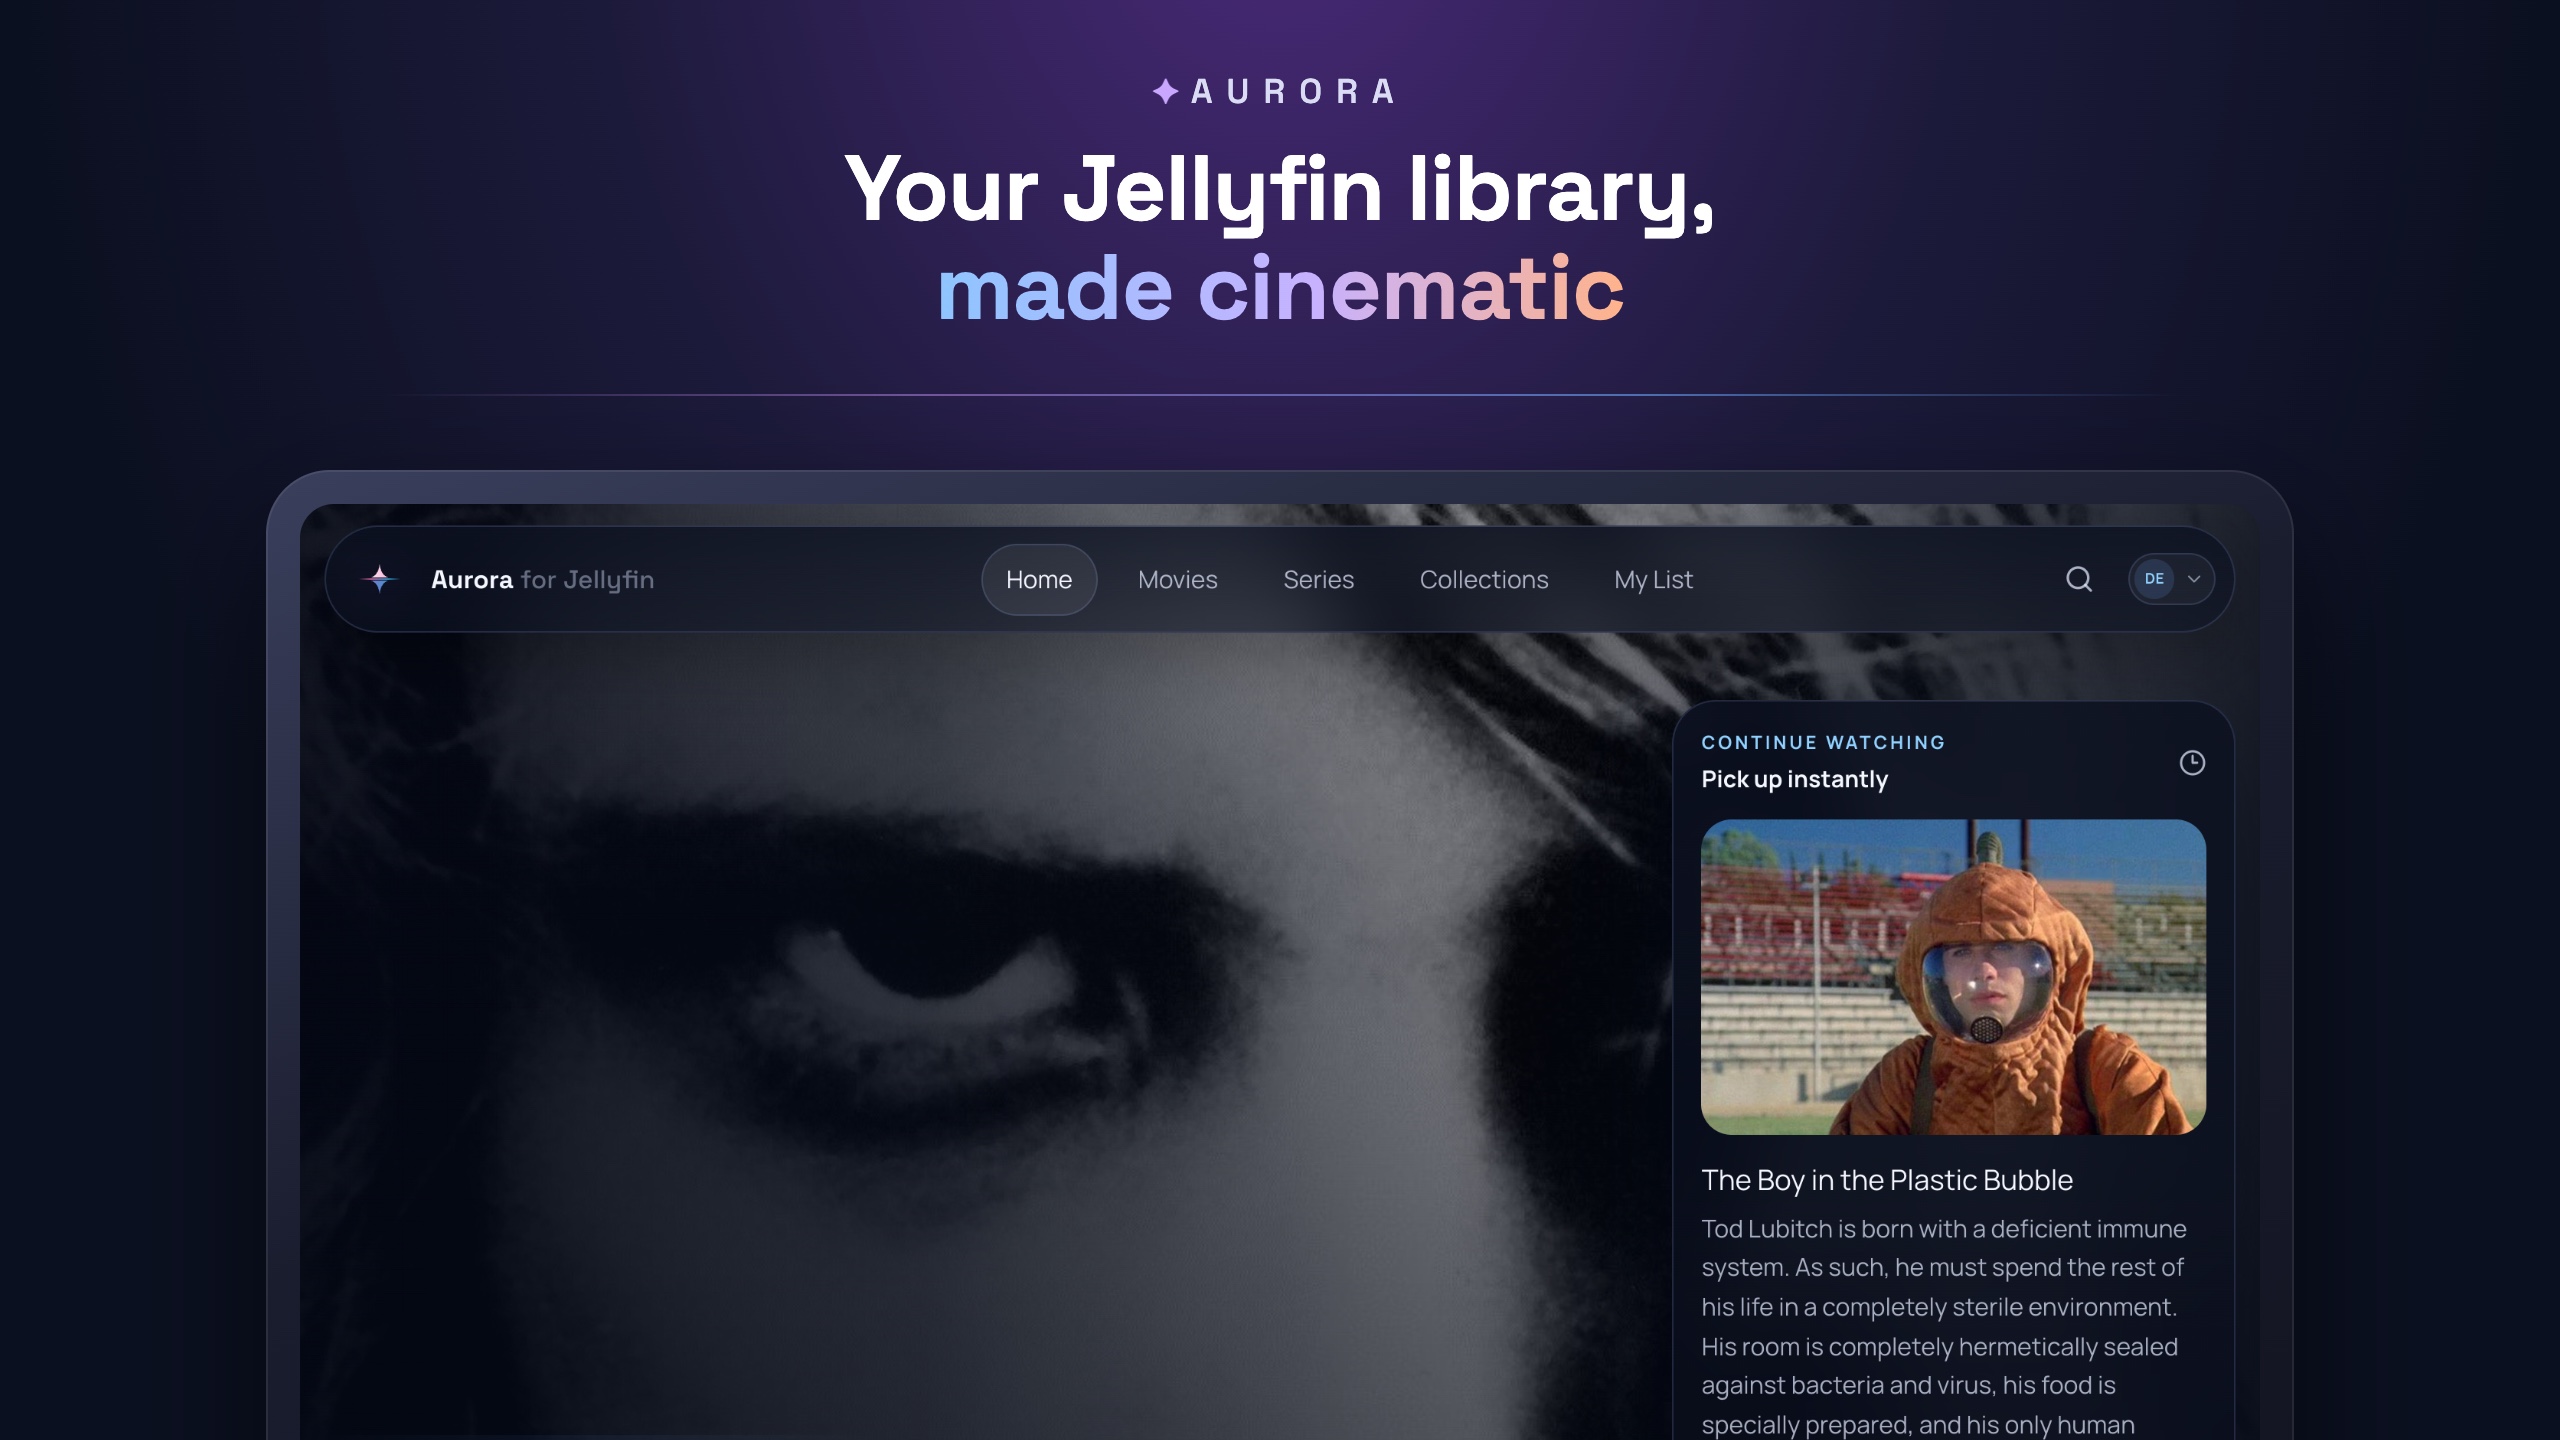 AURORA
Your Jellyfin library,
made cinematic
Aurora for Jellyfin
Home
Movies
Series
Collections
My List
DE
CONTINUE WATCHING
Pick up instantly
The Boy in the Plastic Bubble
Tod Lubitch is born with a deficient immune
system. As such, he must spend the rest of
his life in a completely sterile environment.
His room is completely hermetically sealed
against bacteria and virus, his food is
specially prepared, and his only human